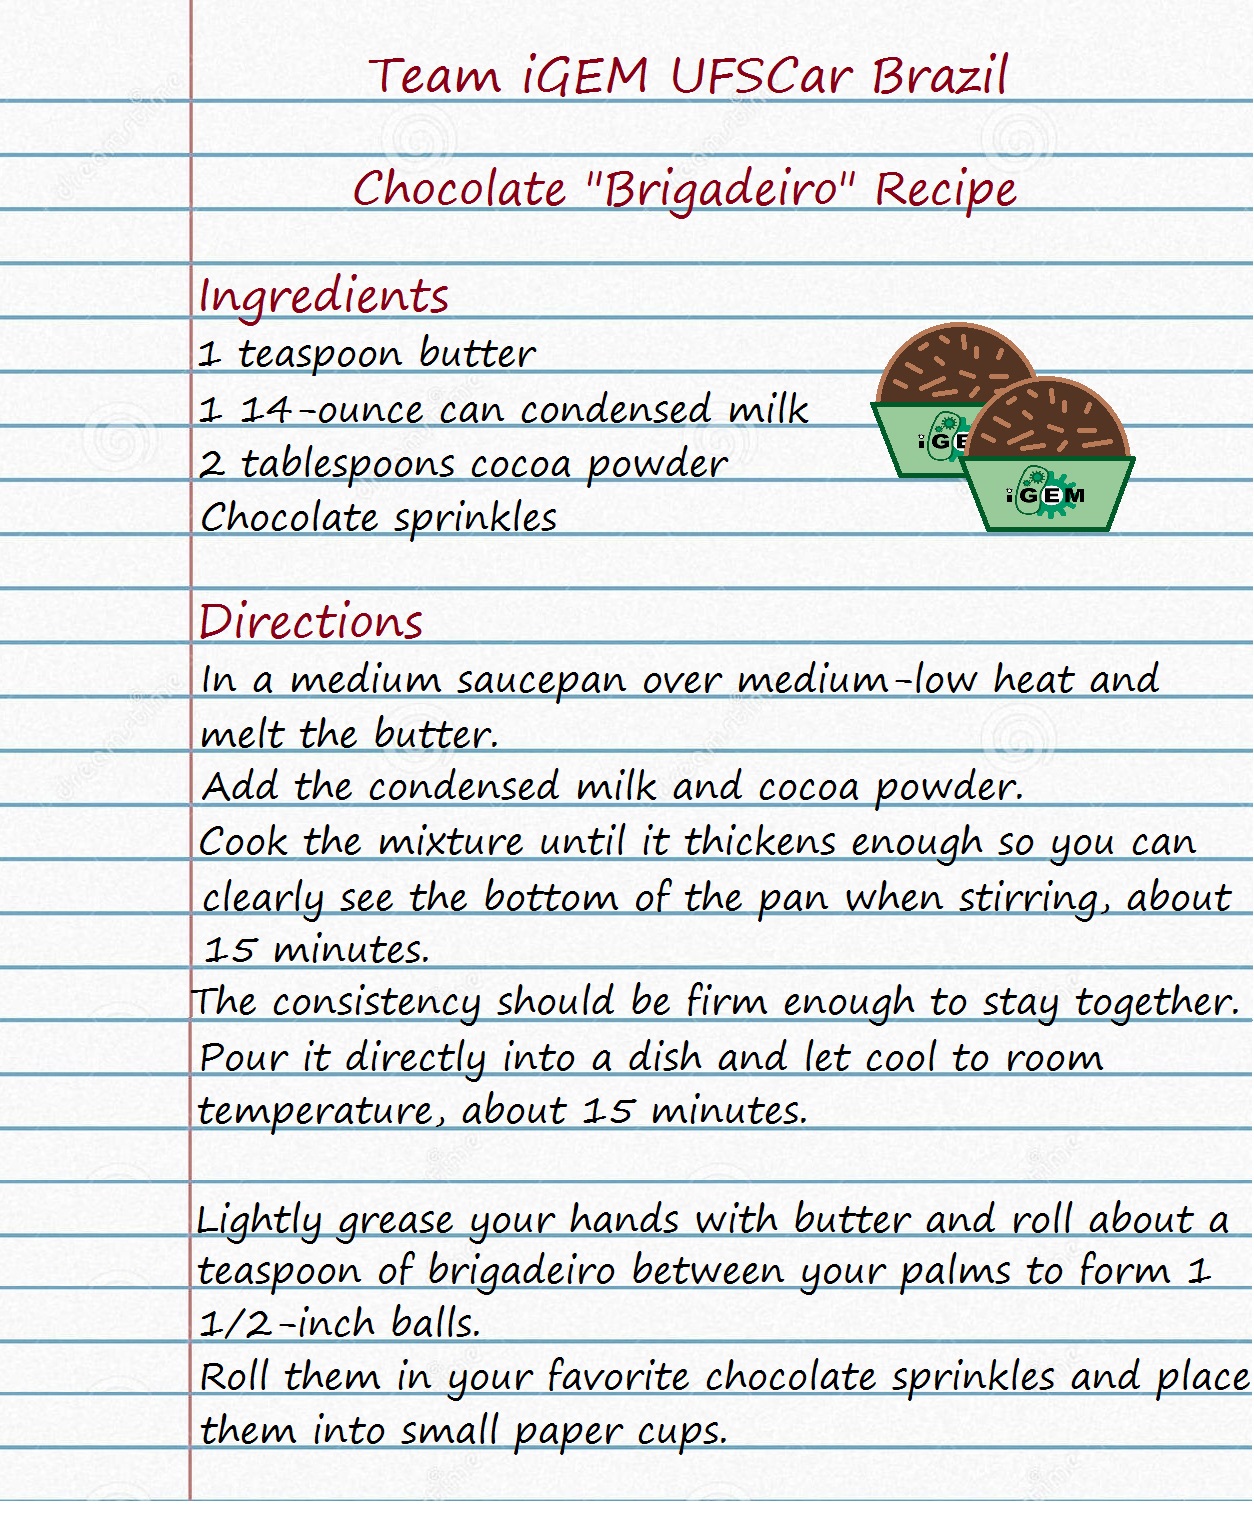 Team iGEM UFSCar Brazil
Chocolate "Brigadeiro" Recipe
Ingredients
1 teaspoon butter
1 14-ounce can condensed milk
2 tablespoons cocoa powder
Chocolate sprinkles
iGE
iGEM
Directions
In a medium saucepan over medium-low heat and
melt the butter.
Add the condensed milk and cocoa powder.
Cook the mixture until it thickens enough so you can
clearly see the bottom of the pan when stirring, about
15 minutes.
The consistency should be firm enough to stay together.
Pour it directly into a dish and let cool to room
temperature, about 15 minutes.
Lightly grease your hands with butter and roll about a
teaspoon of brigadeiro between your palms to form 1
1/2-inch balls.
Roll them in your favorite chocolate sprinkles and place
them into small paper cups.